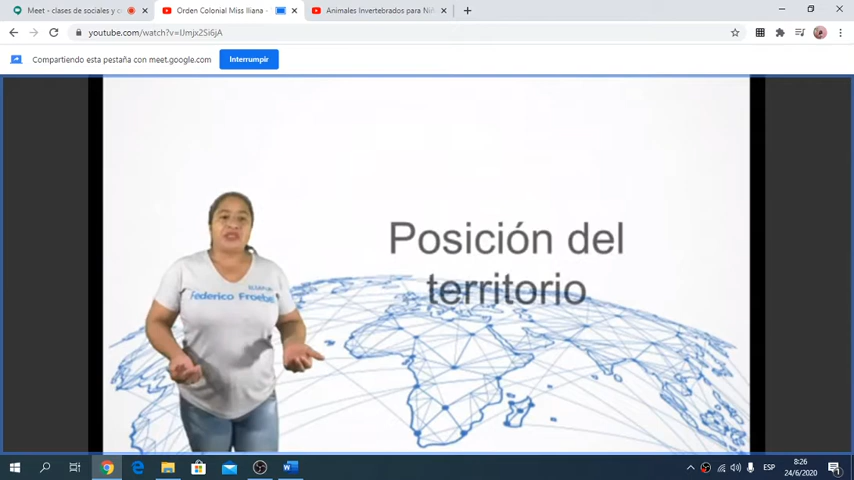 Meet - clases de sociales y c
Orden Colonial Miss Iliana -
Animales Invertebrados para Niñ
youtube.com/watch?v=IJmjx2Si6jA
Compartiendo esta pestaña con meet.google.com
Interrumpir
Posición del
territorio
Federico Froebel
ESP
8:26
24/6/2020